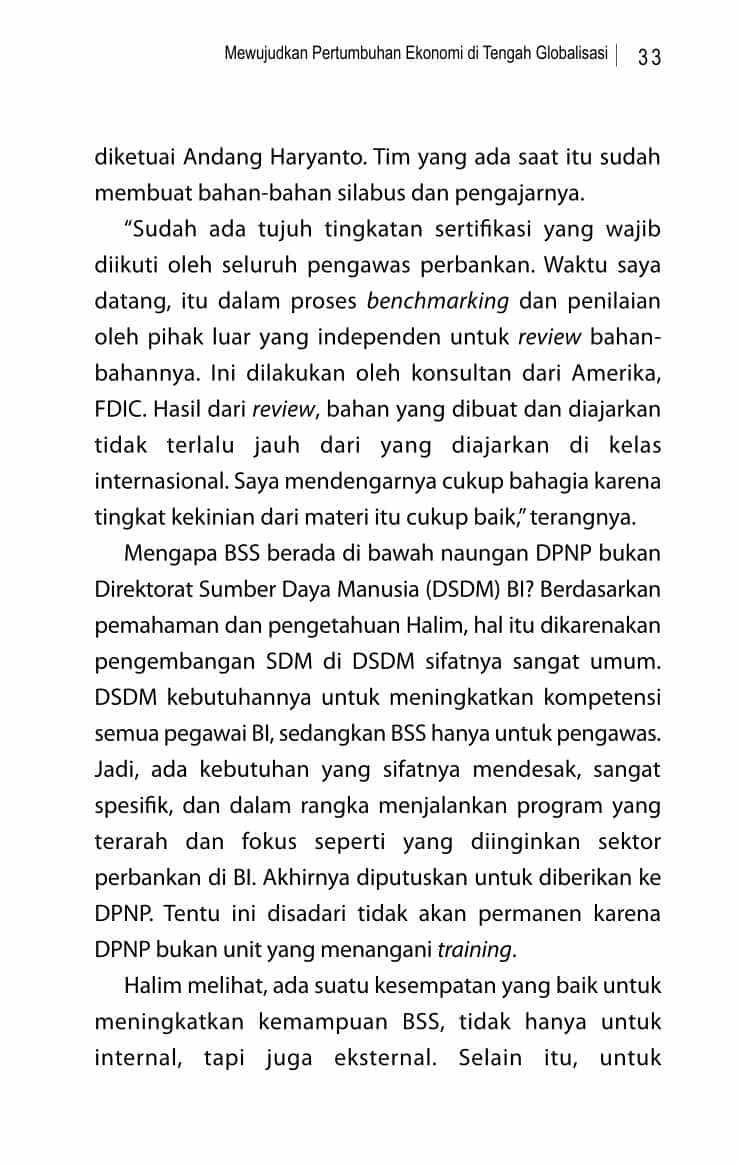 Mewujudkan Pertumbuhan Ekonomi di Tengah Globalisasi | 33
diketuai Andang Haryanto. Tim yang ada saat itu sudah
membuat bahan-bahan silabus dan pengajarnya.
“Sudah ada tujuh tingkatan sertifikasi yang wajib
diikuti oleh seluruh pengawas perbankan. Waktu saya
datang, itu dalam proses benchmarking dan penilaian
oleh pihak luar yang independen untuk review bahan-
bahannya. Ini dilakukan oleh konsultan dari Amerika,
FDIC. Hasil dari review, bahan yang dibuat dan diajarkan
tidak terlalu jauh dari yang diajarkan di kelas
internasional. Saya mendengarnya cukup bahagia karena
tingkat kekinian dari materi itu cukup baik,” terangnya.
Mengapa BSS berada di bawah naungan DPNP bukan
Direktorat Sumber Daya Manusia (DSDM) BI? Berdasarkan
pemahaman dan pengetahuan Halim, hal itu dikarenakan
pengembangan SDM di DSDM sifatnya sangat umum.
DSDM kebutuhannya untuk meningkatkan kompetensi
semua pegawai BI, sedangkan BSS hanya untuk pengawas.
Jadi, ada kebutuhan yang sifatnya mendesak, sangat
spesifik, dan dalam rangka menjalankan program yang
terarah dan fokus seperti yang diinginkan sektor
perbankan di BI. Akhirnya diputuskan untuk diberikan ke
DPNP. Tentu ini disadari tidak akan permanen karena
DPNP bukan unit yang menangani training.
Halim melihat, ada suatu kesempatan yang baik untuk
meningkatkan kemampuan BSS, tidak hanya untuk
internal, tapi juga eksternal. Selain itu, untuk